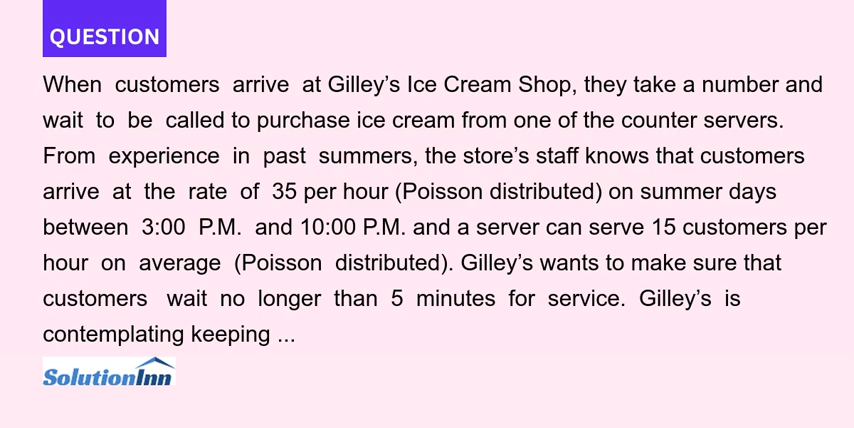 QUESTION
When customers arrive at Gilley's Ice Cream Shop, they take a number and
wait to be called to purchase ice cream from one of the counter servers.
From experience in past summers, the store's staff knows that customers
arrive at the rate of 35 per hour (Poisson distributed) on summer days
between 3:00 P.M. and 10:00 P.M. and a server can serve 15 customers per
hour on average (Poisson distributed). Gilley's wants to make sure that
customers wait no longer than 5 minutes for service. Gilley's is
contemplating keeping ...
SolutionInn